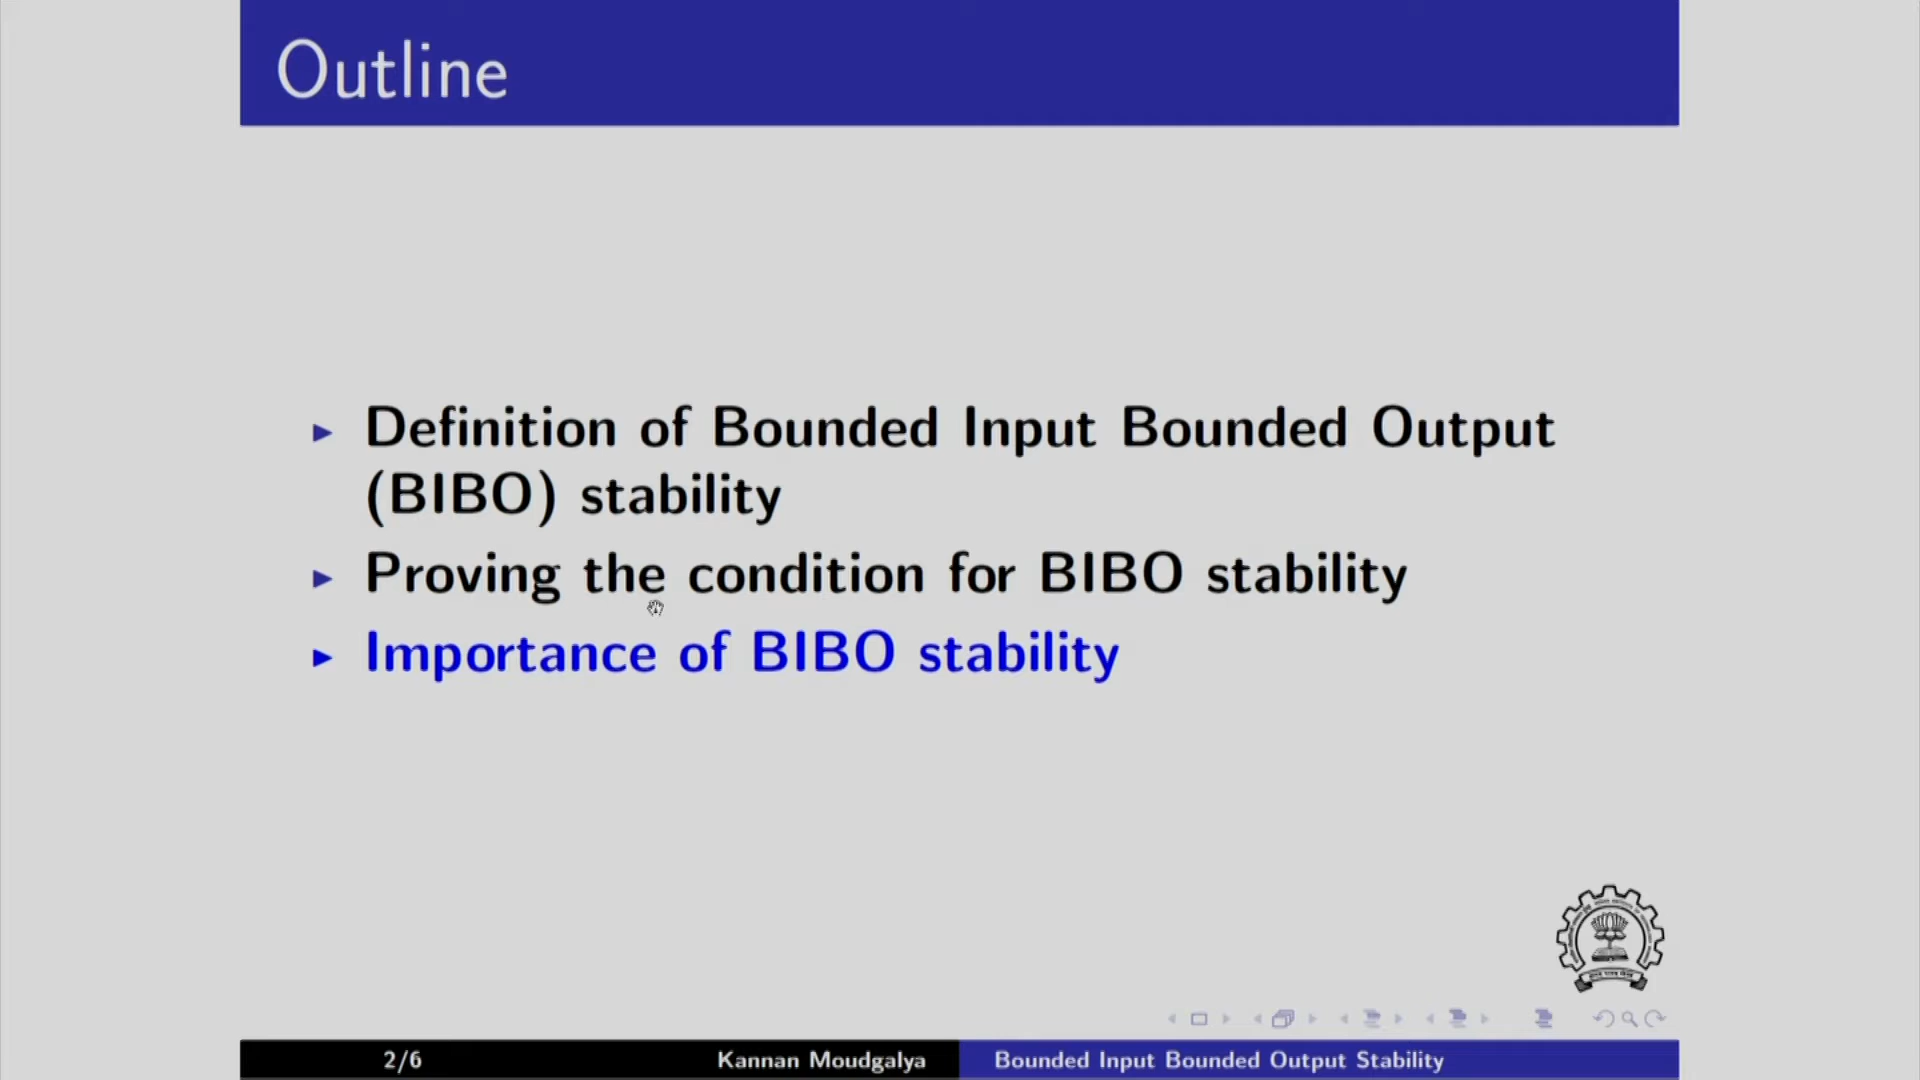 Outline
Definition of Bounded Input Bounded Output
(BIBO) stability
Proving the condition for BIBO stability
Importance of BIBO stability
2/6 Kannan Moudgalya Bounded Input Bounded Output Stability